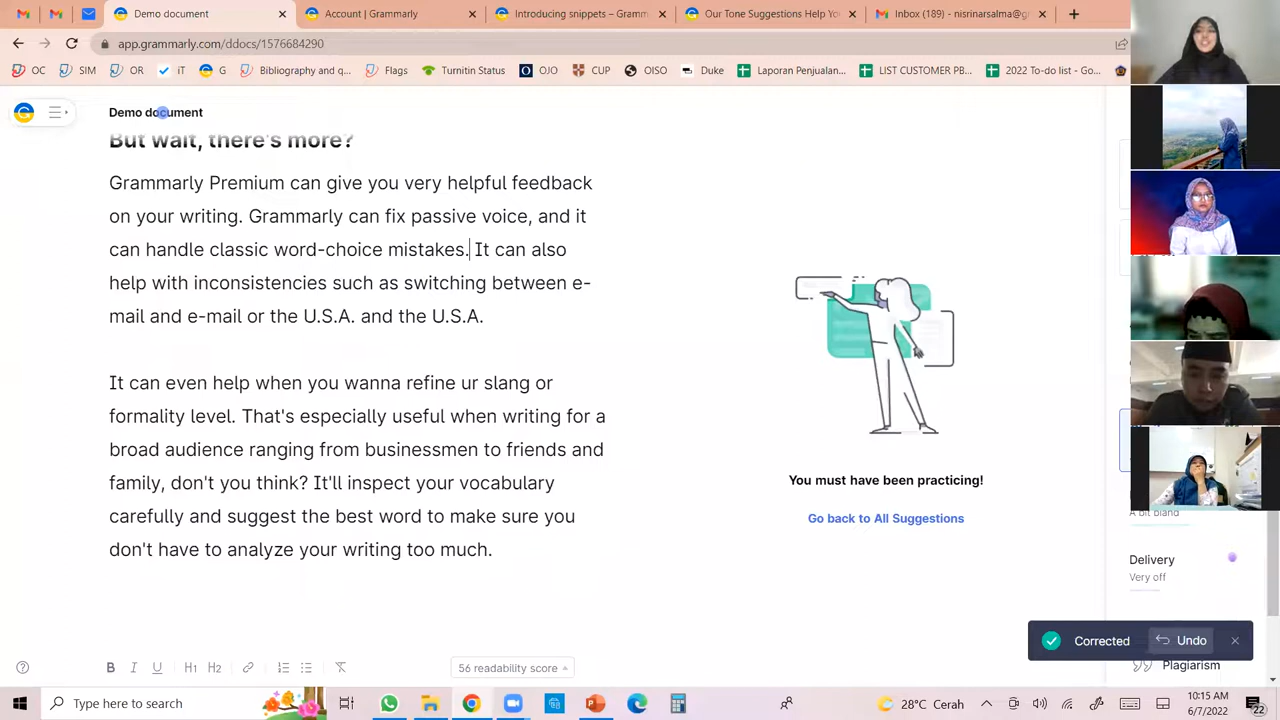 Demo document
Account | Grammarly
Introducing snippets – Gramm
Our Tone Suggestions Help Yo
Inbox (189) - nisrinarsalma@g
app.grammarly.com/ddocs/1576684290
OC
SIM
OR
iT
G
Bibliography and q...
Flags
Turnitin Status
OJO
CUP
OISO
Duke
Laporan Penjualan...
LIST CUSTOMER PB...
2022 To-do list - Go...
Demo document
But wait, there's more?
Grammarly Premium can give you very helpful feedback
on your writing. Grammarly can fix passive voice, and it
can handle classic word-choice mistakes. It can also
help with inconsistencies such as switching between e-
mail and e-mail or the U.S.A. and the U.S.A.
It can even help when you wanna refine ur slang or
formality level. That's especially useful when writing for a
broad audience ranging from businessmen to friends and
family, don't you think? It'll inspect your vocabulary
carefully and suggest the best word to make sure you
don't have to analyze your writing too much.
You must have been practicing!
Go back to All Suggestions
A bit bland
Delivery
Very off
Corrected
Undo
Plagiarism
B I U H1 H2
56 readability score
Type here to search
28°C Cerah
10:15 AM
6/7/2022
22